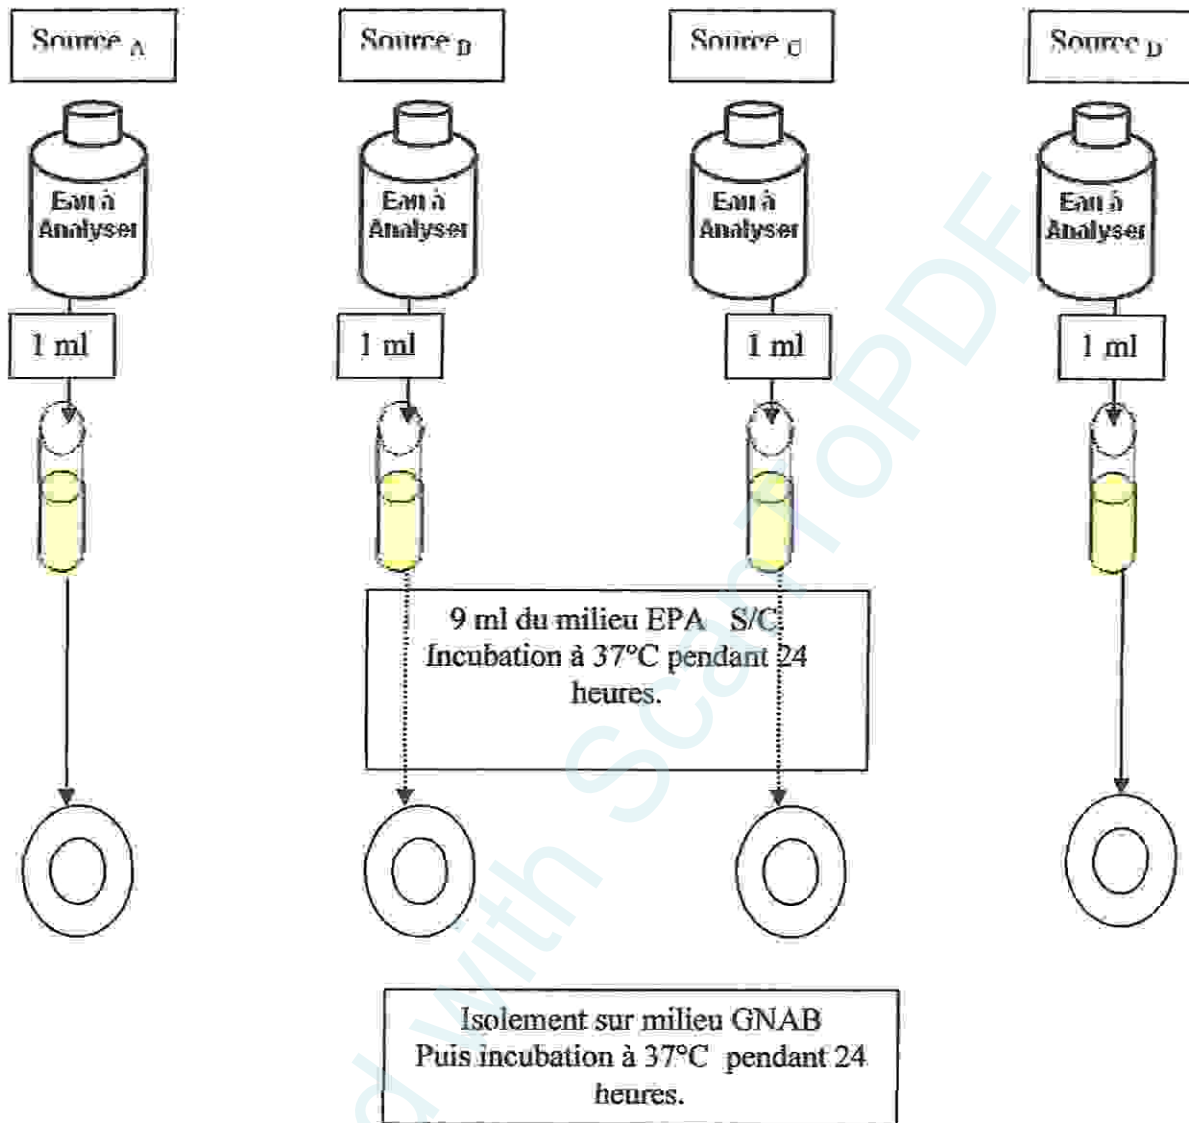 Source A
Source B
Source C
Source D
Eau à
Analyser
Eau à
Analyser
Eau à
Analyser
Eau à
Analyser
1 ml
1 ml
1 ml
1 ml
9 ml du milieu EPA S/C
Incubation à 37°C pendant 24
heures.
Isolement sur milieu GNAB
Puis incubation à 37°C pendant 24
heures.
d with ScanToPDF